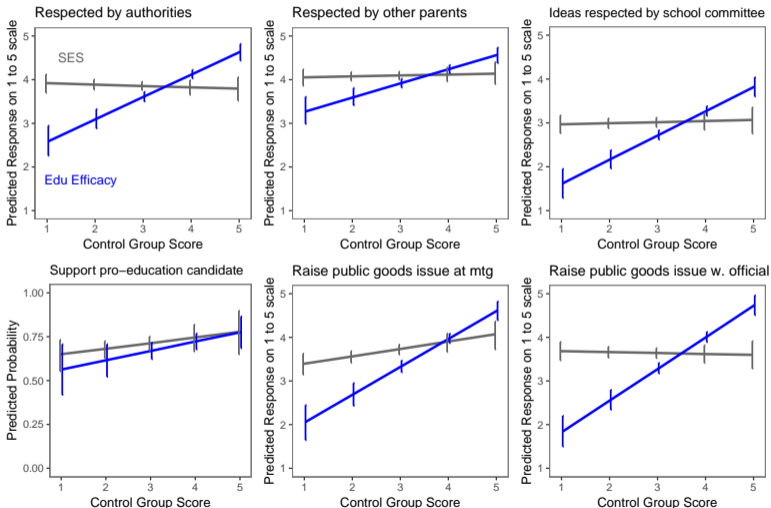 Respected by authorities
Predicted Response on 1 to 5 scale
5
4
3
2
1
SES
Edu Efficacy
1 2 3 4 5
Control Group Score
Respected by other parents
Predicted Response on 1 to 5 scale
5
4
3
2
1
1 2 3 4 5
Control Group Score
Ideas respected by school committee
Predicted Response on 1 to 5 scale
5
4
3
2
1
1 2 3 4 5
Control Group Score
Support pro−education candidate
Predicted Probability
1.00
0.75
0.50
0.25
0.00
1 2 3 4 5
Control Group Score
Raise public goods issue at mtg
Predicted Response on 1 to 5 scale
5
4
3
2
1
1 2 3 4 5
Control Group Score
Raise public goods issue w. official
Predicted Response on 1 to 5 scale
5
4
3
2
1
1 2 3 4 5
Control Group Score